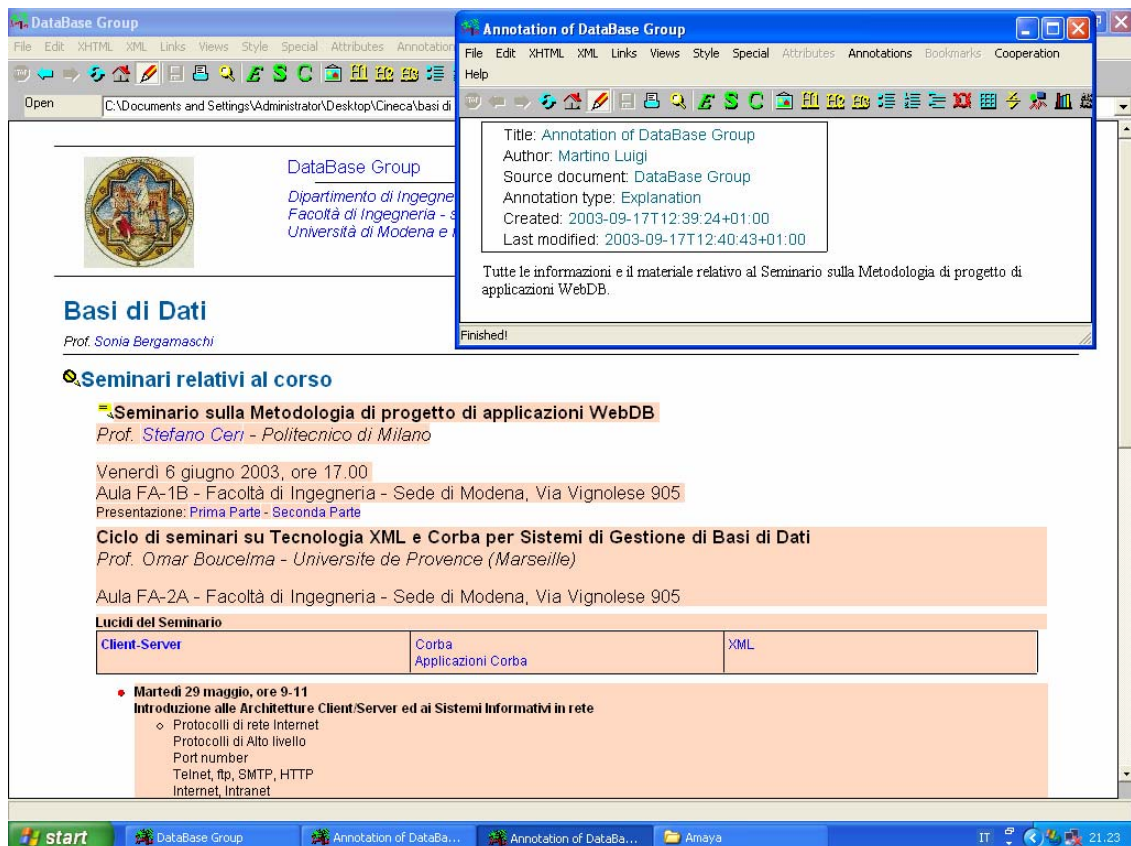 DataBase Group
File Edit XHTML XML Links Views Style Special Attributes Annotation
Open C:\Documents and Settings\Administrator\Desktop\Cineca\basi di
DataBase Group
Dipartimento di Ingegne
Facoltà di Ingegneria - s
Università di Modena e
Basi di Dati
Prof. Sonia Bergamaschi
Seminari relativi al corso
Seminario sulla Metodologia di progetto di applicazioni WebDB
Prof. Stefano Ceri - Politecnico di Milano
Venerdì 6 giugno 2003, ore 17.00
Aula FA-1B - Facoltà di Ingegneria - Sede di Modena, Via Vignolese 905
Presentazione: Prima Parte - Seconda Parte
Ciclo di seminari su Tecnologia XML e Corba per Sistemi di Gestione di Basi di Dati
Prof. Omar Boucelma - Universite de Provence (Marseille)
Aula FA-2A - Facoltà di Ingegneria - Sede di Modena, Via Vignolese 905
Lucidi del Seminario
Client-Server Corba XML
Applicazioni Corba
Martedì 29 maggio, ore 9-11
Introduzione alle Architetture Client/Server ed ai Sistemi Informativi in rete
Protocolli di rete Internet
Protocolli di Alto livello
Port number
Telnet, ftp, SMTP, HTTP
Internet, Intranet
Annotation of DataBase Group
File Edit XHTML XML Links Views Style Special Attributes Annotations Bookmarks Cooperation
Help
Title: Annotation of DataBase Group
Author: Martino Luigi
Source document: DataBase Group
Annotation type: Explanation
Created: 2003-09-17T12:39:24+01:00
Last modified: 2003-09-17T12:40:43+01:00
Tutte le informazioni e il materiale relativo al Seminario sulla Metodologia di progetto di
applicazioni WebDB.
Finished!
start DataBase Group Annotation of DataBa... Annotation of DataBa... Amaya IT 21.23